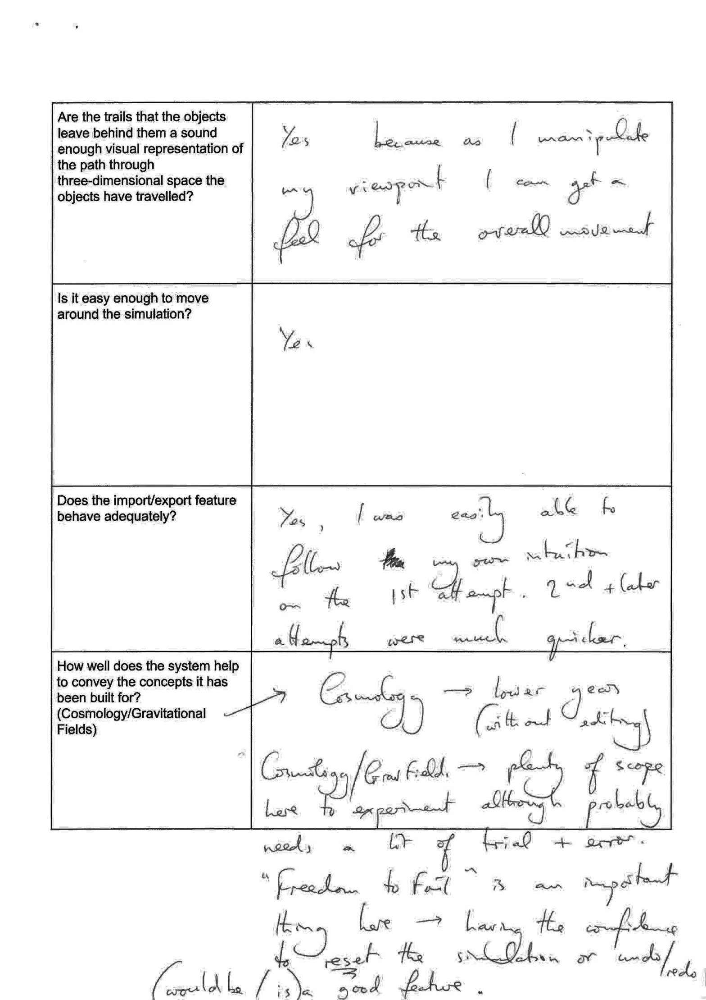 Are the trails that the objects
leave behind them a sound
enough visual representation of
the path through
three-dimensional space the
objects have travelled?
Yes because as I manipulate
my viewpoint I can get a
feel for the overall movement
Is it easy enough to move
around the simulation?
Yes
Does the import/export feature
behave adequately?
Yes, I was easily able to
follow my own intuition
on the 1st attempt. 2nd + later
attempts were much quicker.
How well does the system help
to convey the concepts it has
been built for?
(Cosmology/Gravitational
Fields)
→ Cosmology → lower years
(without editing)
Cosmology/Grav Fields → plenty of scope
here to experiment although probably
needs a lot of trial + error.
"Freedom to Fail" is an important
thing here → having the confidence
to reset the simulation or undo/redo
(would be / is) a good feature.